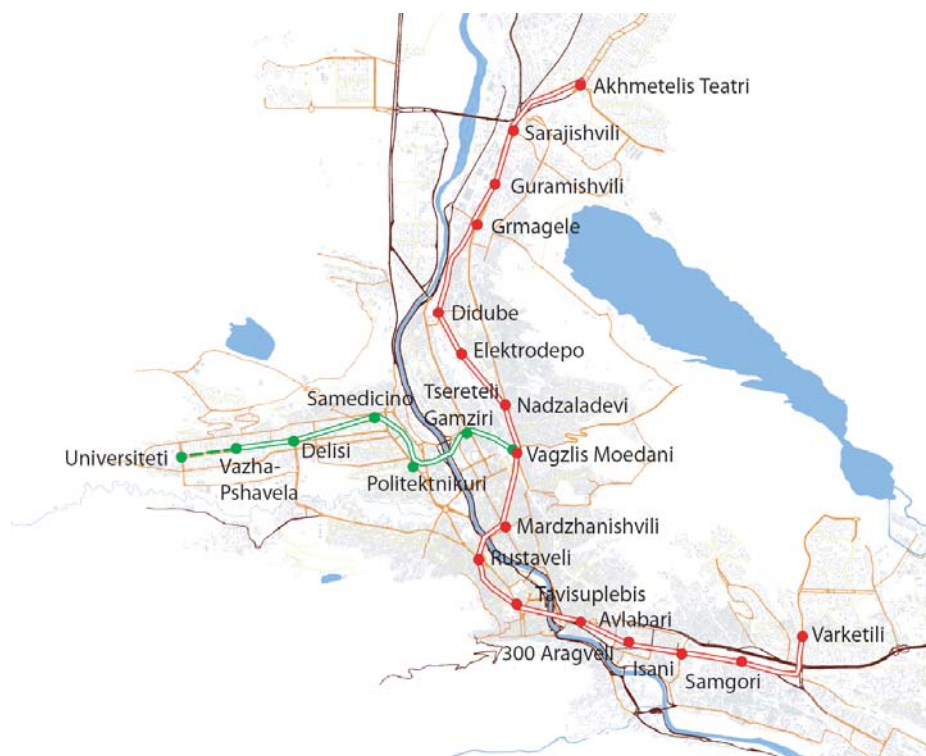 Akhmetelis Teatri
Sarajishvili
Guramishvili
Grmagele
Didube
Elektrodepo
Tsereteli
Gamziri
Nadzaladevi
Samedicino
Delisi
Universiteti
Vazha-
Pshavela
Politektnikuri
Vagzlis Moedani
Mardzhanishvili
Rustaveli
Tavisuplebis
Avlabari
300 Aragveli
Isani
Samgori
Varketili